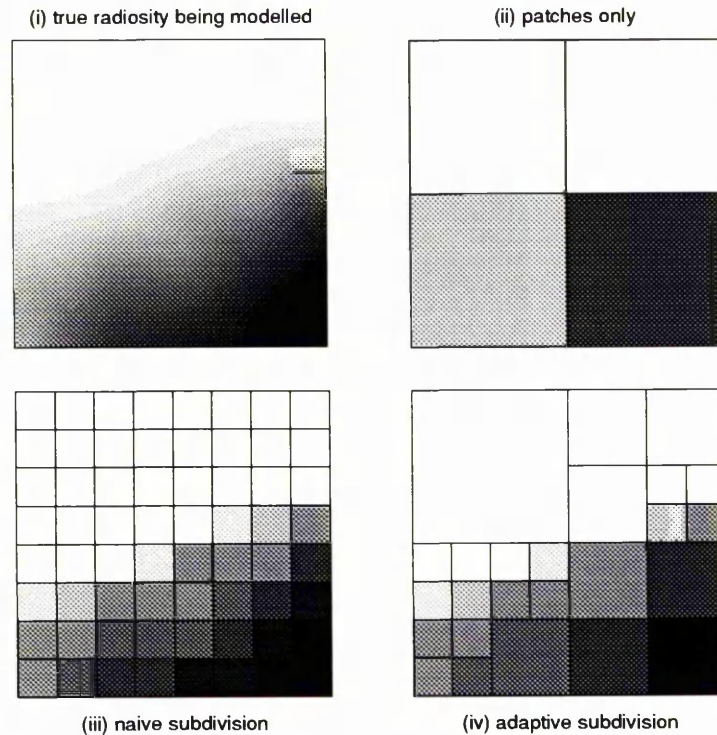 (i) true radiosity being modelled
(ii) patches only
(iii) naive subdivision
(iv) adaptive subdivision